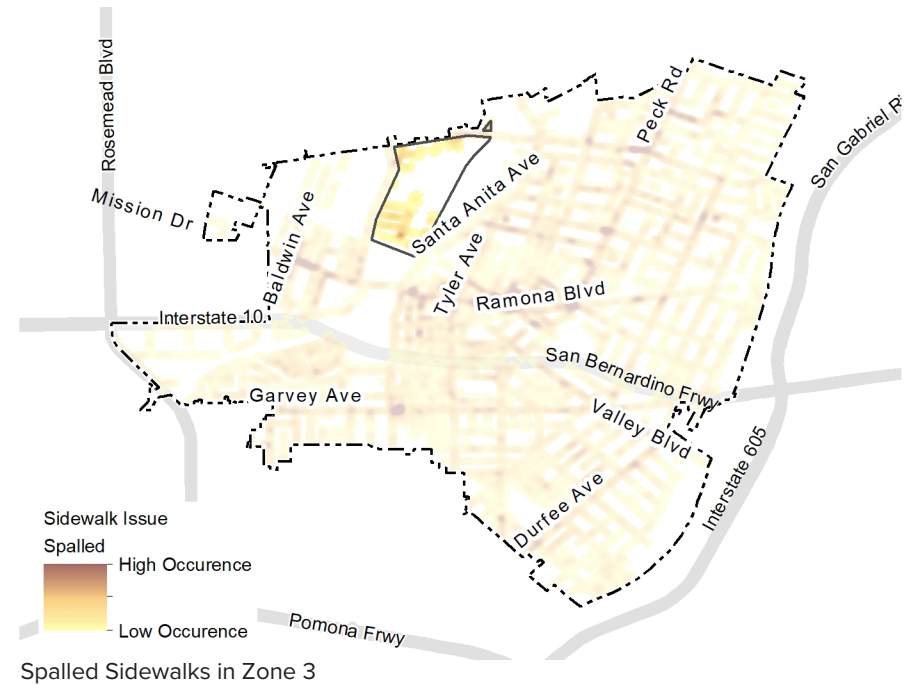 Rosemead Blvd
Peck Rd
San Gabriel Ri
Mission Dr
Baldwin Ave
Santa Anita Ave
Tyler Ave
Ramona Blvd
Interstate 10
San Bernardino Frwy
Garvey Ave
Valley Blvd
Interstate 605
Durfee Ave
Sidewalk Issue
Spalled
High Occurence
Low Occurence
Pomona Frwy
Spalled Sidewalks in Zone 3